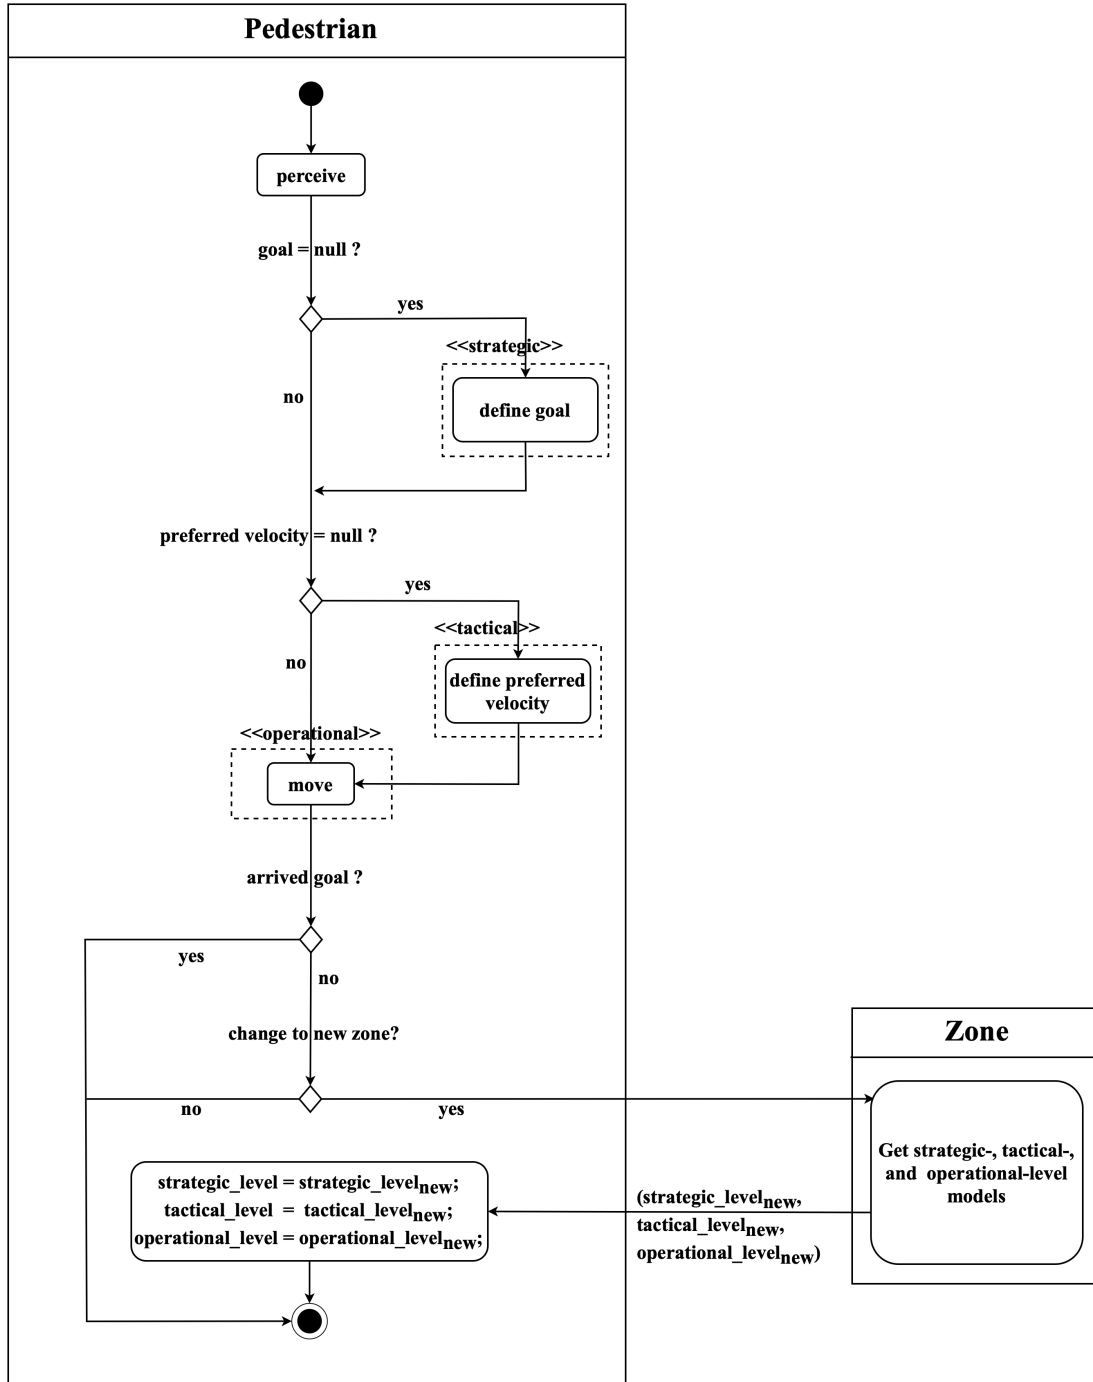 Pedestrian
perceive
goal = null ?
yes
<<strategic>>
no
define goal
preferred velocity = null ?
yes
<<tactical>>
no
define preferred
velocity
<<operational>>
move
arrived goal ?
yes
no
change to new zone?
no
yes
Zone
Get strategic-, tactical-,
and operational-level
models
(strategic_levelnew,
tactical_levelnew,
operational_levelnew)
strategic_level = strategic_levelnew;
tactical_level = tactical_levelnew;
operational_level = operational_levelnew;